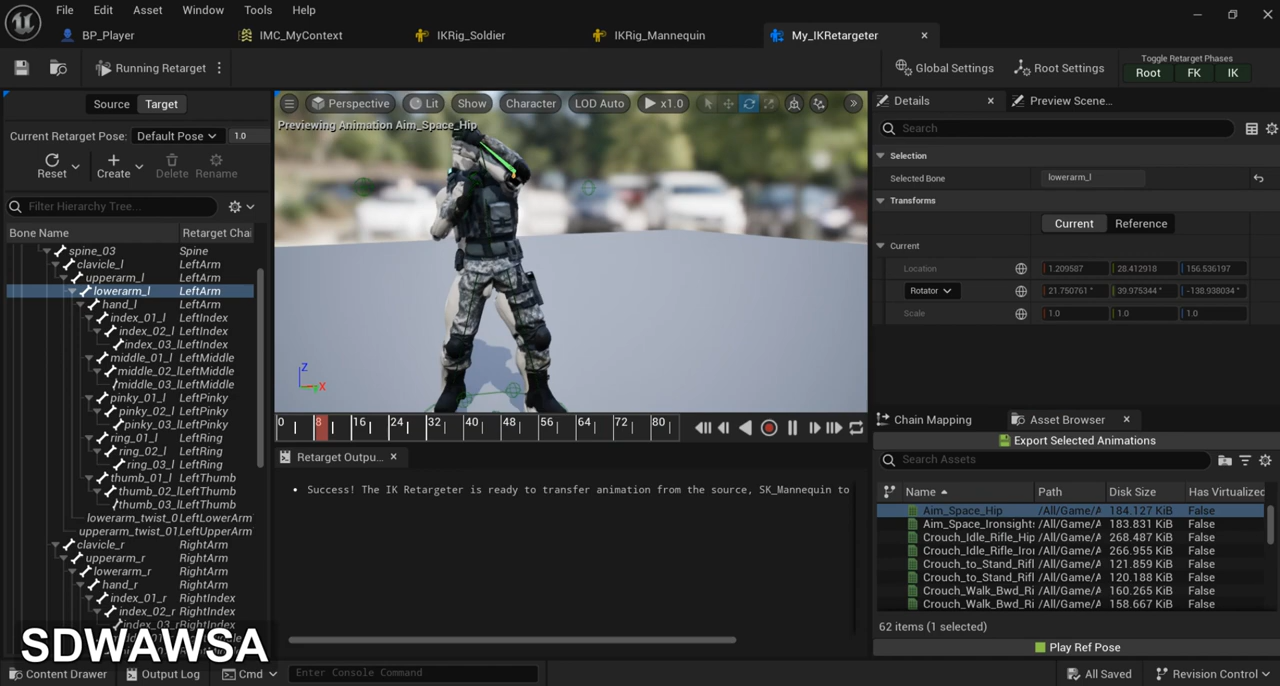 File Edit Asset Window Tools Help
BP_Player IMC_MyContext IKRig_Soldier IKRig_Mannequin My_IKRetargeter
Running Retarget Global Settings Root Settings Toggle Retarget Phases
Root FK IK
Source Target
Current Retarget Pose: Default Pose 1.0
Reset Create Delete Rename
Filter Hierarchy Tree...
Bone Name Retarget Chai
spine_03 Spine
clavicle_l LeftArm
upperarm_l LeftArm
lowerarm_l LeftArm
hand_l LeftArm
index_01_l LeftIndex
index_02_l LeftIndex
index_03_l LeftIndex
middle_01_l LeftMiddle
middle_02_l LeftMiddle
middle_03_l LeftMiddle
pinky_01_l LeftPinky
pinky_02_l LeftPinky
pinky_03_l LeftPinky
ring_01_l LeftRing
ring_02_l LeftRing
ring_03_l LeftRing
thumb_01_l LeftThumb
thumb_02_l LeftThumb
thumb_03_l LeftThumb
lowerarm_twist_0 LeftLowerArm
upperarm_twist_01 LeftUpperArm
clavicle_r RightArm
upperarm_r RightArm
lowerarm_r RightArm
hand_r RightArm
index_01_r RightIndex
index_02_r RightIndex
index_03_r RightIndex
SDWAWSA
Perspective Lit Show Character LOD Auto x1.0
Previewing Animation Aim_Space_Hip
Z
X
0 8 16 24 32 40 48 56 64 72 80
Retarget Outpu...
Success! The IK Retargeter is ready to transfer animation from the source, SK_Mannequin to
Details Preview Scene...
Search
Selection
Selected Bone lowerarm_l
Transforms
Current Reference
Current
Location 1.209587 28.412918 156.536197
Rotator 21.750761 ° 39.975344 ° -138.938034 °
Scale 1.0 1.0 1.0
Chain Mapping Asset Browser
Export Selected Animations
Search Assets
Name Path Disk Size Has Virtualized
Aim_Space_Hip /All/Game/A 184.127 KiB False
Aim_Space_Ironsights /All/Game/A 183.831 KiB False
Crouch_Idle_Rifle_Hip /All/Game/A 268.487 KiB False
Crouch_Idle_Rifle_Iro /All/Game/A 266.955 KiB False
Crouch_to_Stand_Rifl /All/Game/A 121.859 KiB False
Crouch_to_Stand_Rifl /All/Game/A 120.188 KiB False
Crouch_Walk_Bwd_Ri /All/Game/A 160.265 KiB False
Crouch_Walk_Bwd_Ri /All/Game/A 158.667 KiB False
62 items (1 selected)
Play Ref Pose
Content Drawer Output Log Cmd Enter Console Command All Saved Revision Control